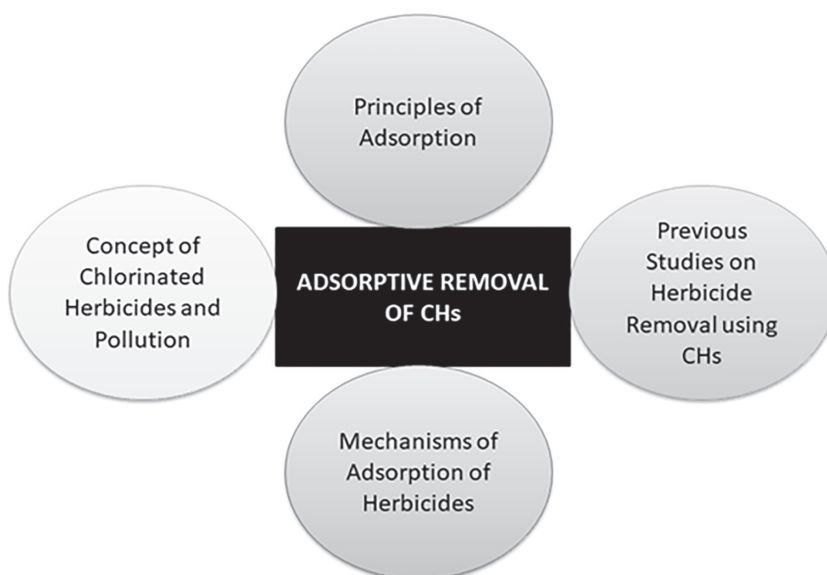 Principles of
Adsorption
Concept of
Chlorinated
Herbicides and
Pollution
ADSORPTIVE REMOVAL
OF CHs
Previous
Studies on
Herbicide
Removal using
CHs
Mechanisms of
Adsorption of
Herbicides